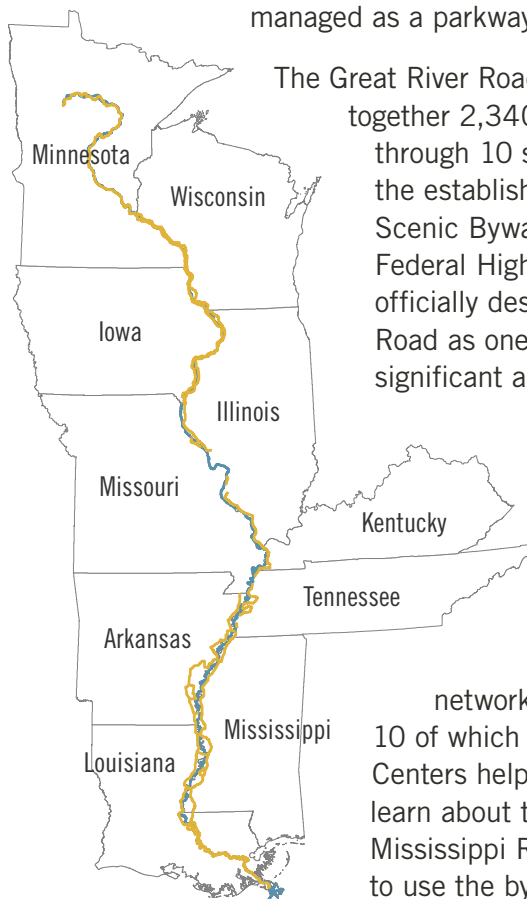 managed as a parkway
The Great River Road
together 2,340
through 10 s
the establish
Scenic Bywa
Federal High
officially des
Road as one
significant a
Minnesota
Wisconsin
Iowa
Illinois
Missouri
Kentucky
Tennessee
Arkansas
Mississippi
Louisiana
network
10 of which
Centers help
learn about t
Mississippi R
to use the by